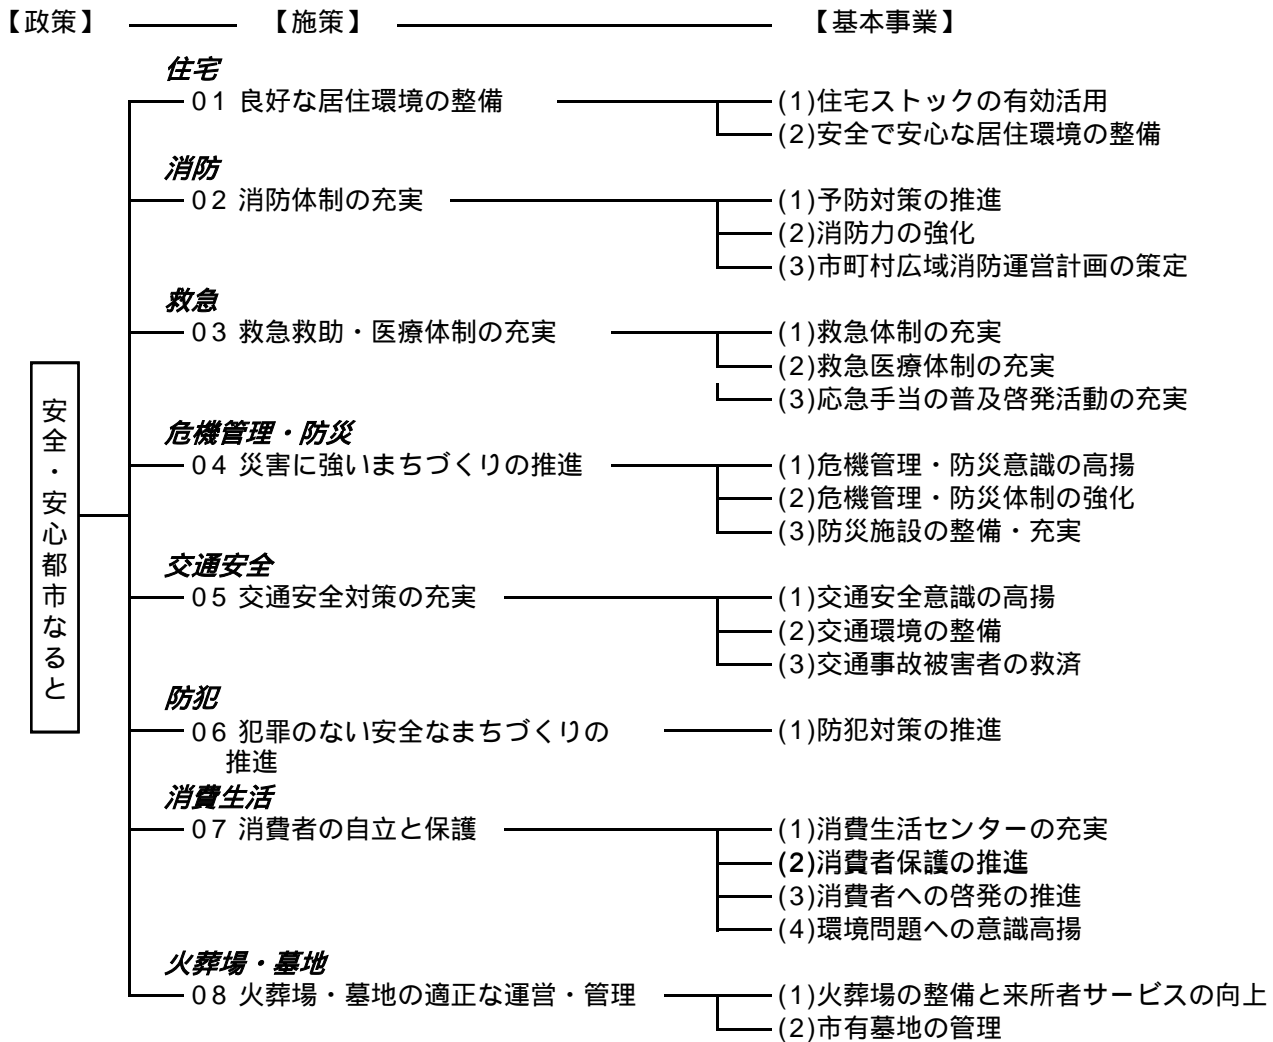 【政策】 【施策】 【基本事業】
安全・安心都市なると
住宅
01 良好な居住環境の整備
(1)住宅ストックの有効活用
(2)安全で安心な居住環境の整備
消防
02 消防体制の充実
(1)予防対策の推進
(2)消防力の強化
(3)市町村広域消防運営計画の策定
救急
03 救急救助・医療体制の充実
(1)救急体制の充実
(2)救急医療体制の充実
(3)応急手当の普及啓発活動の充実
危機管理・防災
04 災害に強いまちづくりの推進
(1)危機管理・防災意識の高揚
(2)危機管理・防災体制の強化
(3)防災施設の整備・充実
交通安全
05 交通安全対策の充実
(1)交通安全意識の高揚
(2)交通環境の整備
(3)交通事故被害者の救済
防犯
06 犯罪のない安全なまちづくりの
推進
(1)防犯対策の推進
消費生活
07 消費者の自立と保護
(1)消費生活センターの充実
(2)消費者保護の推進
(3)消費者への啓発の推進
(4)環境問題への意識高揚
火葬場・墓地
08 火葬場・墓地の適正な運営・管理
(1)火葬場の整備と来所者サービスの向上
(2)市有墓地の管理